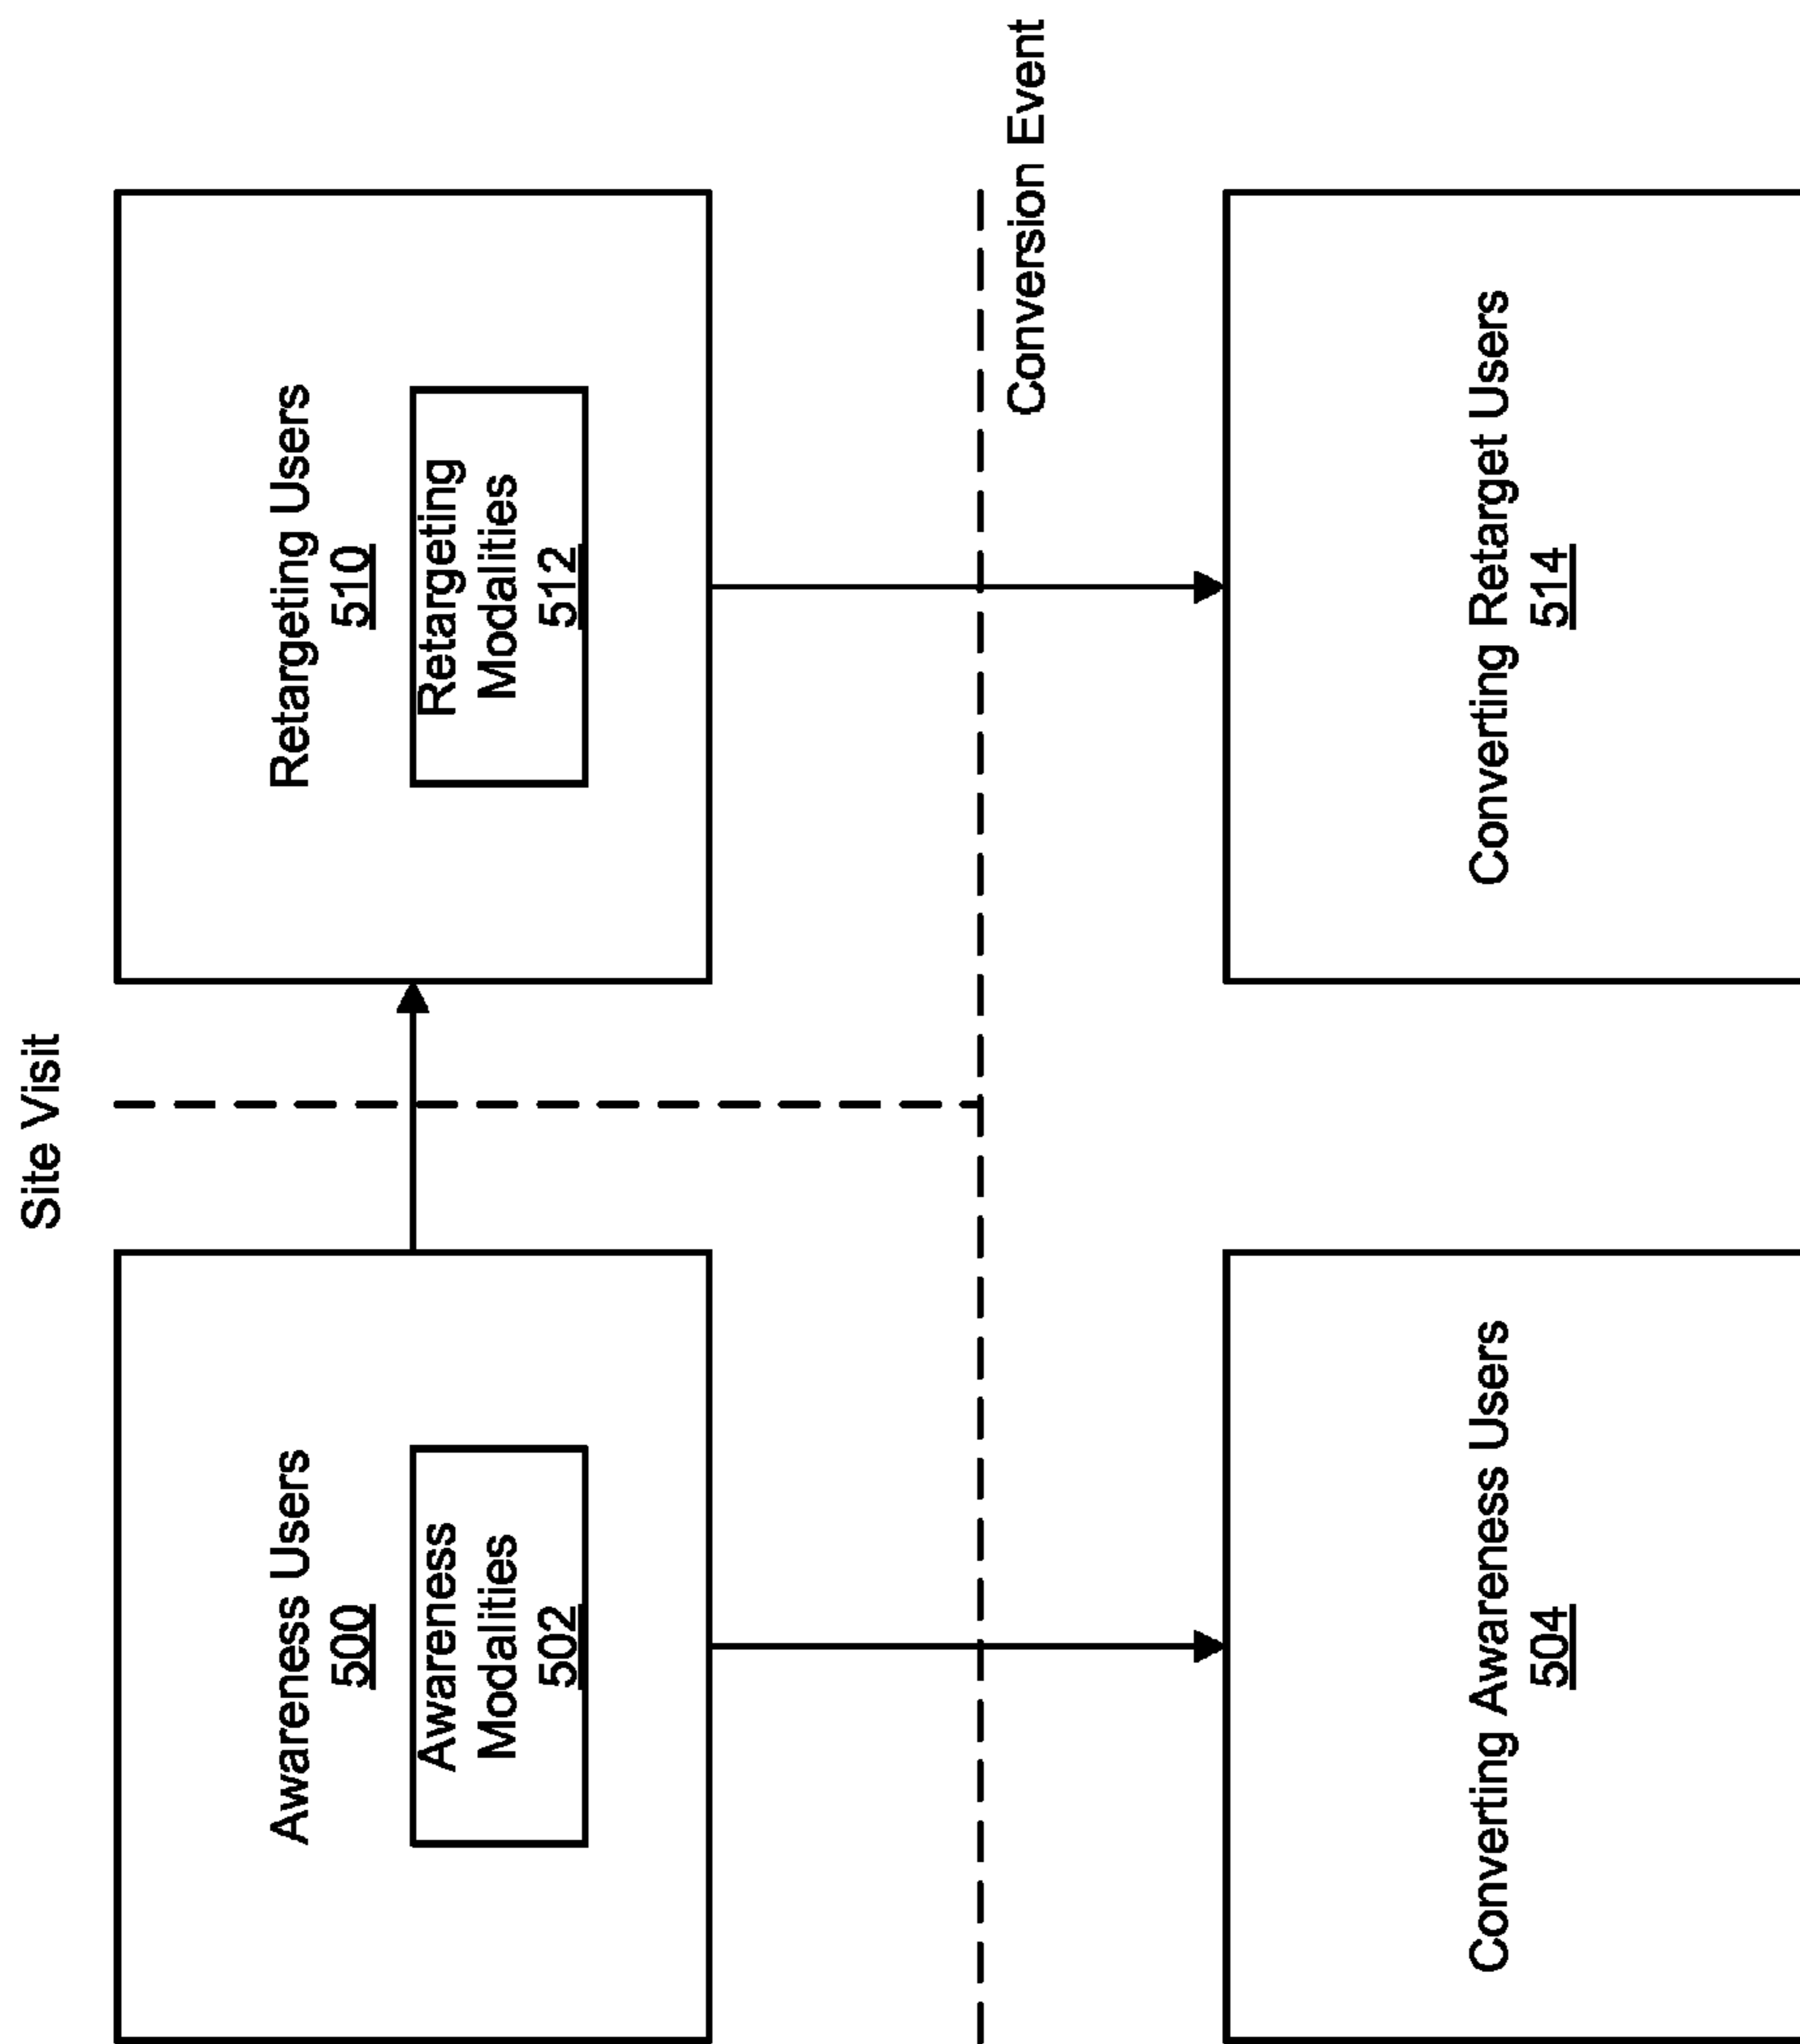 Site Visit
Awareness Users
500
Awareness
Modalities
502
Retargeting Users
510
Retargeting
Modalities
512
Conversion Event
Converting Awareness Users
504
Converting Retarget Users
514